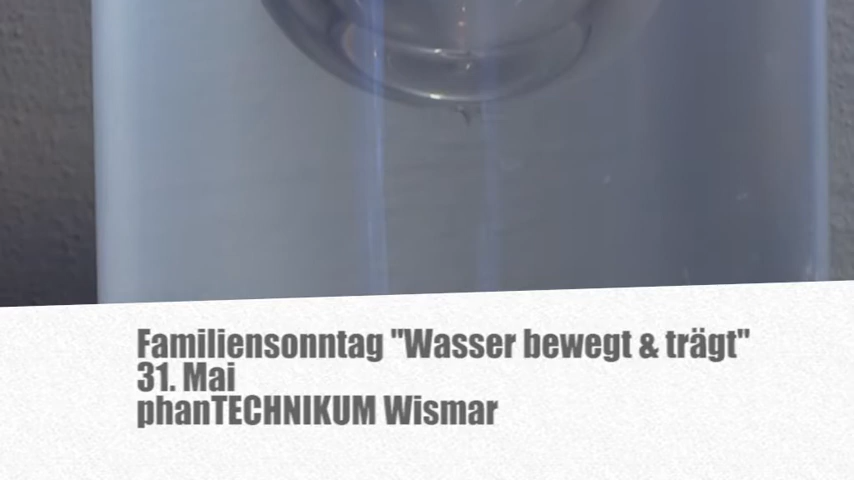 Familiensonntag "Wasser bewegt & trägt"
31. Mai
phanTECHNIKUM Wismar